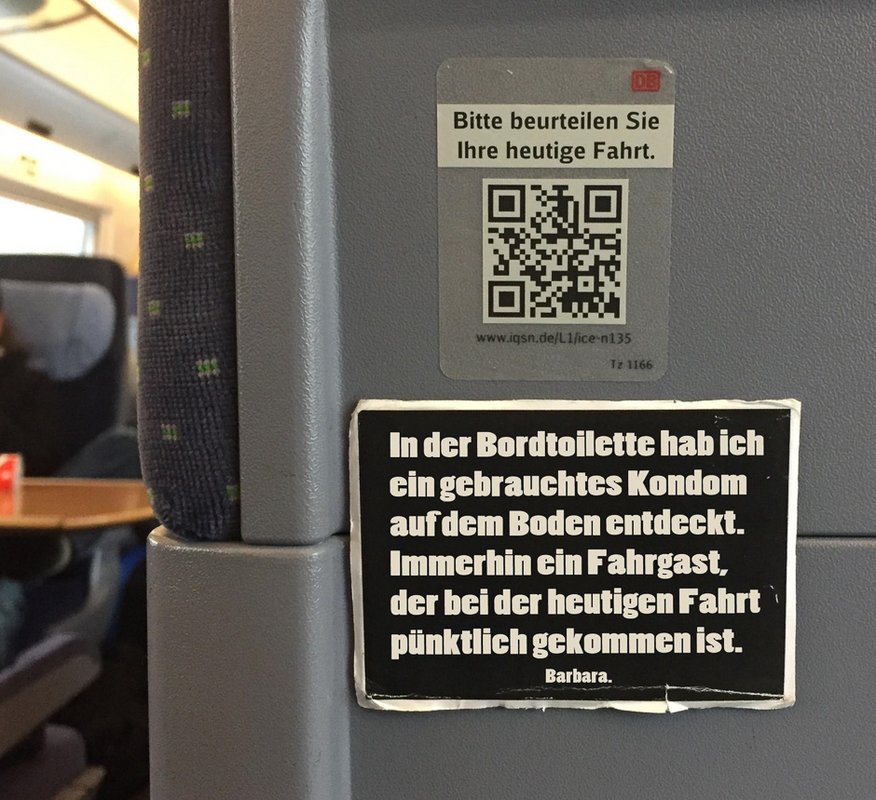 DB
Bitte beurteilen Sie
Ihre heutige Fahrt.
www.iqsn.de/L1/ice-n135
Tz 1166
In der Bordtoilette hab ich
ein gebrauchtes Kondom
auf dem Boden entdeckt.
Immerhin ein Fahrgast,
der bei der heutigen Fahrt
pünktlich gekommen ist.
Barbara.